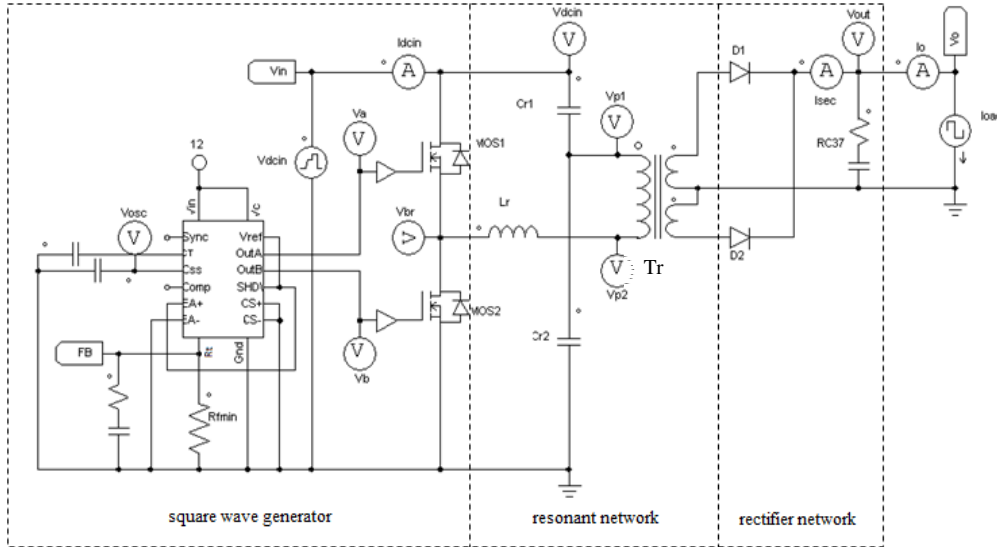 Vdcin
Vout
Vo
Idcin
D1
Io
Vin
Isec
Cr1
Vp1
Va
MOS1
RC37
12
Vdcin
Vosc
Vin
Vc
Vbr
Lr
Sync
Vref
CT
OutA
Css
OutB
Comp
SHD
EA+
CS+
EA-
CS-
D2
Tr
Vp2
MOS2
Cr2
FB
Rt
Gnd
Vb
Rfmin
V
V
A
A
A
V
V
V
V
V
V
V
square wave generator
resonant network
rectifier network